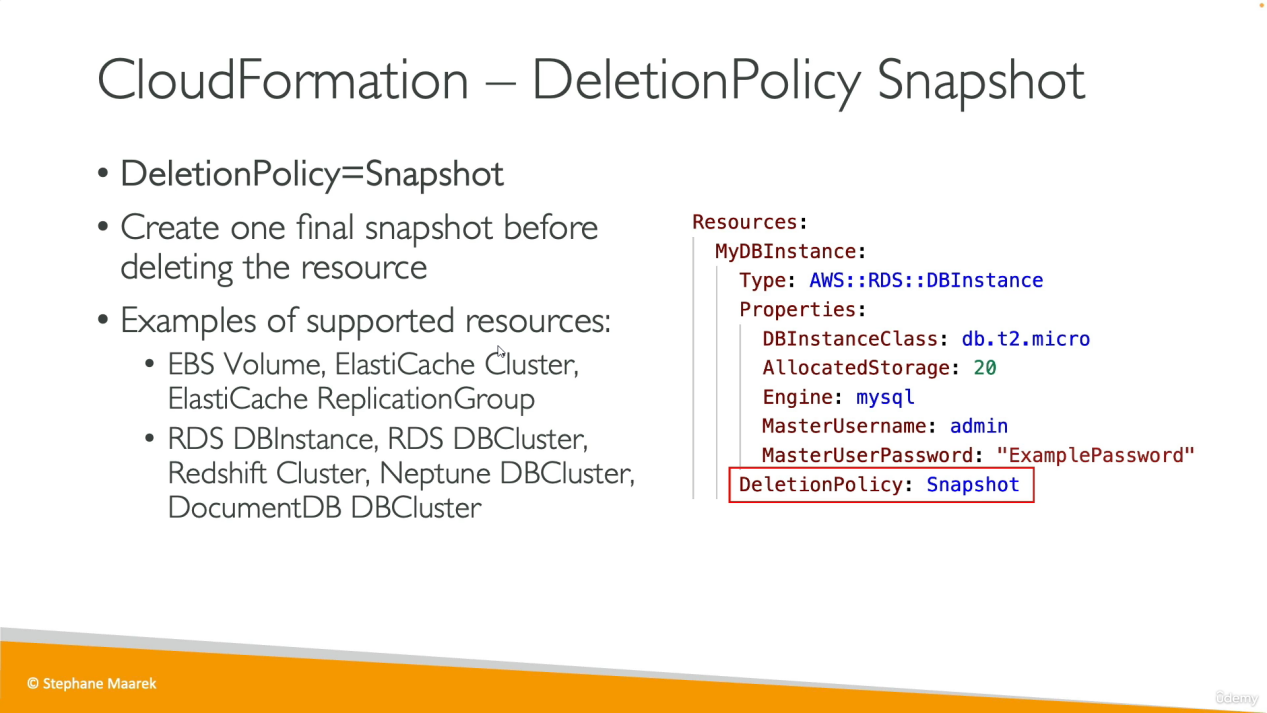 CloudFormation – DeletionPolicy Snapshot
• DeletionPolicy=Snapshot
• Create one final snapshot before
deleting the resource
• Examples of supported resources:
• EBS Volume, ElastiCache Cluster,
ElastiCache ReplicationGroup
• RDS DBInstance, RDS DBCluster,
Redshift Cluster, Neptune DBCluster,
DocumentDB DBCluster
Resources:
MyDBInstance:
Type: AWS::RDS::DBInstance
Properties:
DBInstanceClass: db.t2.micro
AllocatedStorage: 20
Engine: mysql
MasterUsername: admin
MasterUserPassword: "ExamplePassword"
DeletionPolicy: Snapshot
© Stephane Maarek
ûdemy